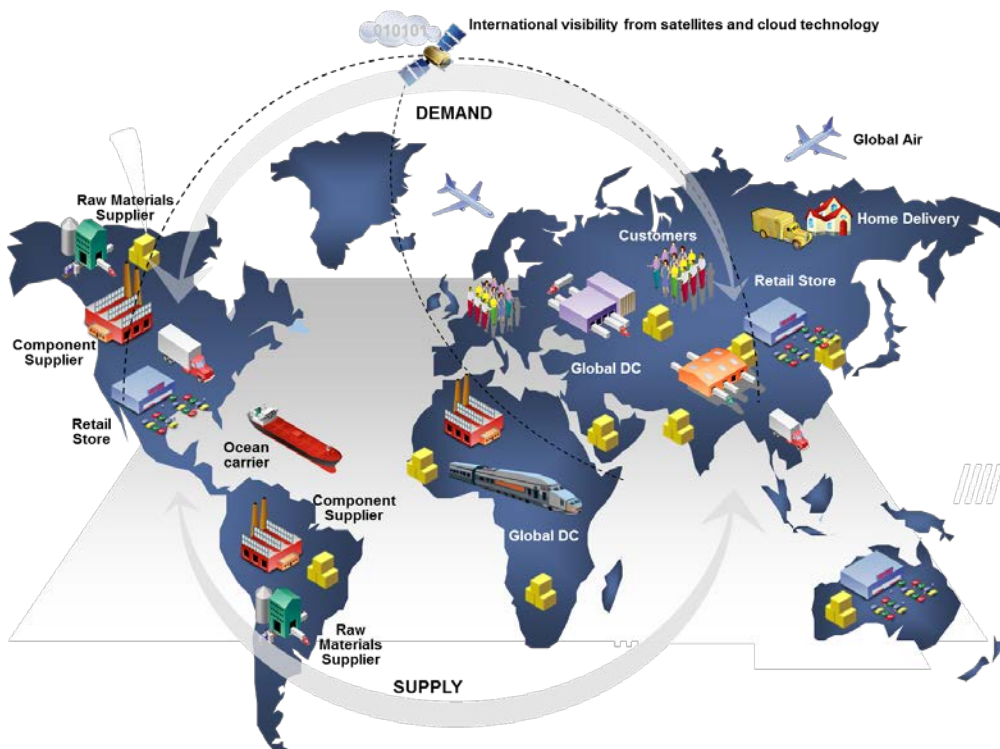 International visibility from satellites and cloud technology
010101
DEMAND
Global Air
Raw Materials
Supplier
Home Delivery
Customers
Retail Store
Component
Supplier
Global DC
Retail
Store
Ocean
carrier
Component
Supplier
Global DC
Raw
Materials
Supplier
SUPPLY